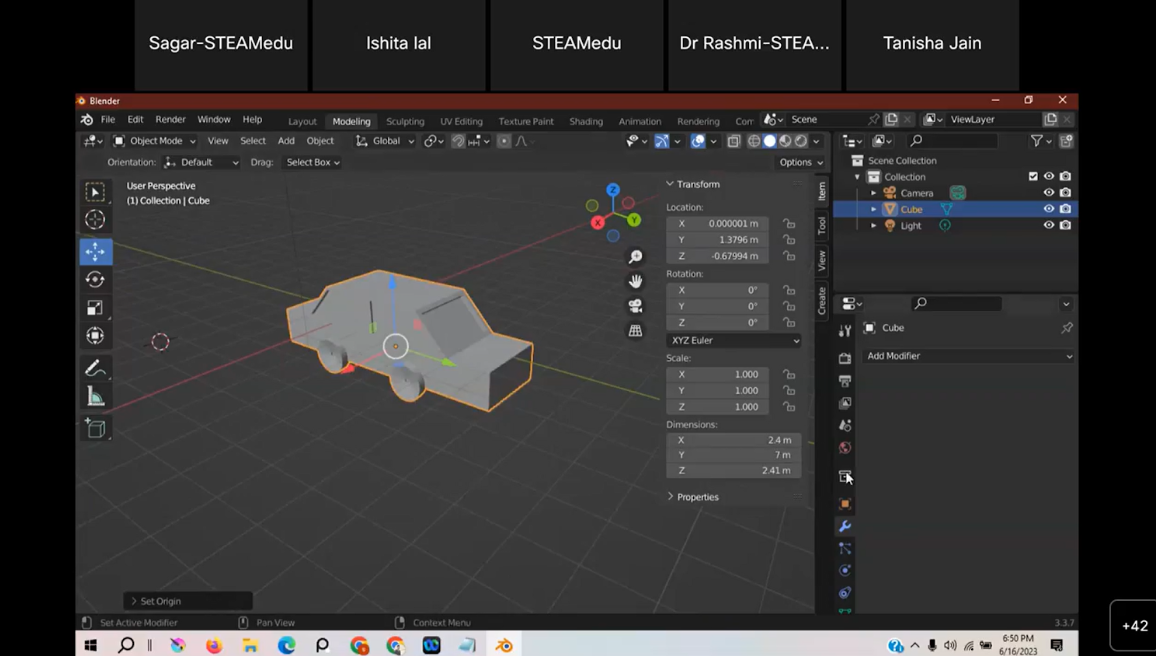 Sagar-STEAMedu
Ishita lal
STEAMedu
Dr Rashmi-STEA...
Tanisha Jain
Blender
File Edit Render Window Help
Layout Modeling Sculpting UV Editing Texture Paint Shading Animation Rendering Com
Scene
ViewLayer
Object Mode View Select Add Object
Global
Orientation: Default Drag: Select Box
Options
User Perspective
(1) Collection | Cube
Z
Y
X
Transform
Location:
X 0.000001 m
Y 1.3796 m
Z -0.67994 m
Rotation:
X 0°
Y 0°
Z 0°
XYZ Euler
Scale:
X 1.000
Y 1.000
Z 1.000
Dimensions:
X 2.4 m
Y 7 m
Z 2.41 m
Properties
Item
Tool
View
Create
Scene Collection
Collection
Camera
Cube
Light
Cube
Add Modifier
Set Origin
Set Active Modifier
Pan View
Context Menu
3.3.7
+42
6:50 PM
6/16/2023